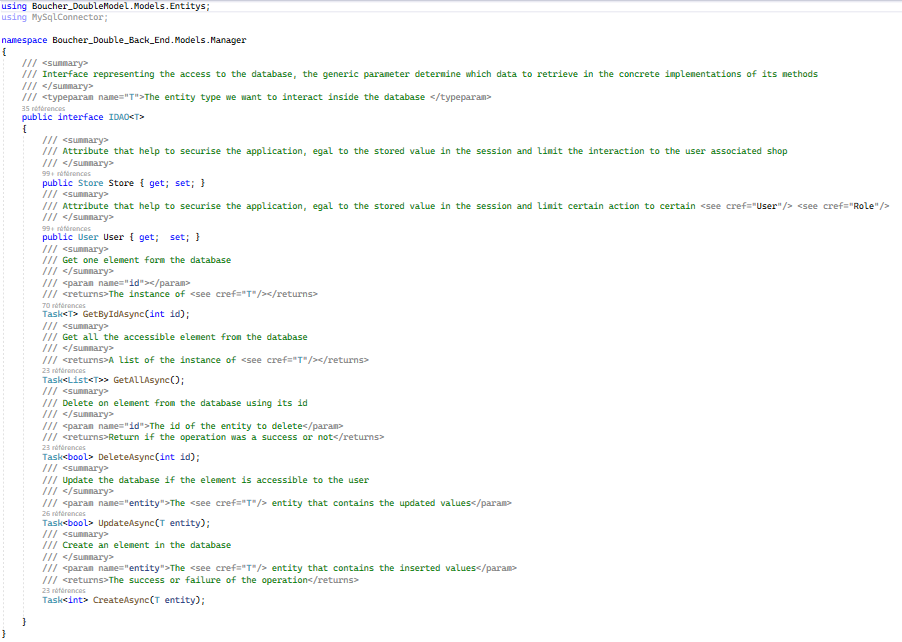 using Boucher_DoubleModel.Models.Entitys;
using MySqlConnector;
namespace Boucher_Double_Back_End.Models.Manager
{
/// <summary>
/// Interface representing the access to the database, the generic parameter determine which data to retrieve in the concrete implementations of its methods
/// </summary>
/// <typeparam name="T">The entity type we want to interact inside the database </typeparam>
35 références
public interface IDAO<T>
{
/// <summary>
/// Attribute that help to securise the application, egal to the stored value in the session and limit the interaction to the user associated shop
/// </summary>
99+ références
public Store Store { get; set; }
/// <summary>
/// Attribute that help to securise the application, egal to the stored value in the session and limit certain action to certain <see cref="User"/> <see cref="Role"/>
/// </summary>
99+ références
public User User { get;  set; }
/// <summary>
/// Get one element form the database
/// </summary>
/// <param name="id"></param>
/// <returns>The instance of <see cref="T"/></returns>
70 références
Task<T> GetByIdAsync(int id);
/// <summary>
/// Get all the accessible element from the database
/// </summary>
/// <returns>A list of the instance of <see cref="T"/></returns>
23 références
Task<List<T>> GetAllAsync();
/// <summary>
/// Delete on element from the database using its id
/// </summary>
/// <param name="id">The id of the entity to delete</param>
/// <returns>Return if the operation was a success or not</returns>
23 références
Task<bool> DeleteAsync(int id);
/// <summary>
/// Update the database if the element is accessible to the user
/// </summary>
/// <param name="entity">The <see cref="T"/> entity that contains the updated values</param>
26 références
Task<bool> UpdateAsync(T entity);
/// <summary>
/// Create an element in the database
/// </summary>
/// <param name="entity">The <see cref="T"/> entity that contains the inserted values</param>
/// <returns>The success or failure of the operation</returns>
23 références
Task<int> CreateAsync(T entity);
}
}